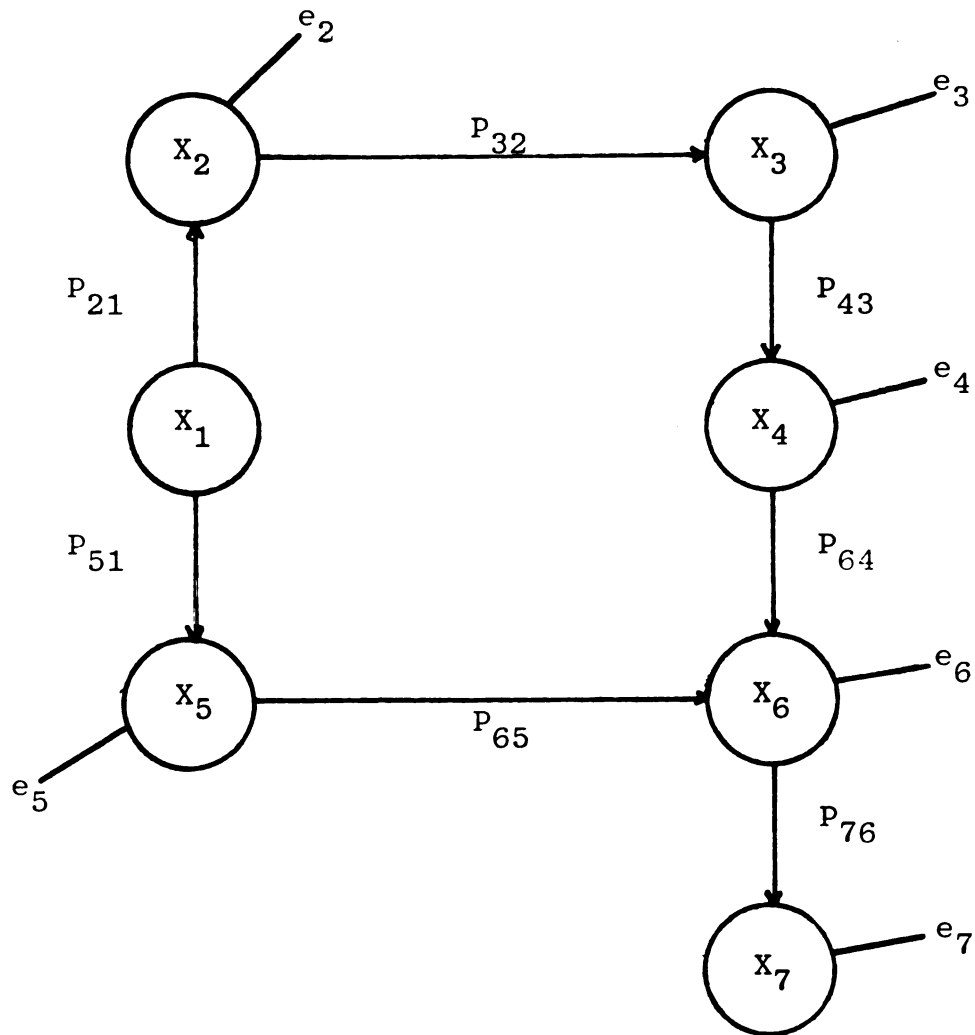 e₂
e₃
X₂
P₃₂
X₃
P₂₁
P₄₃
e₄
X₁
X₄
P₅₁
P₆₄
e₆
X₅
X₆
P₆₅
e₅
P₇₆
e₇
X₇